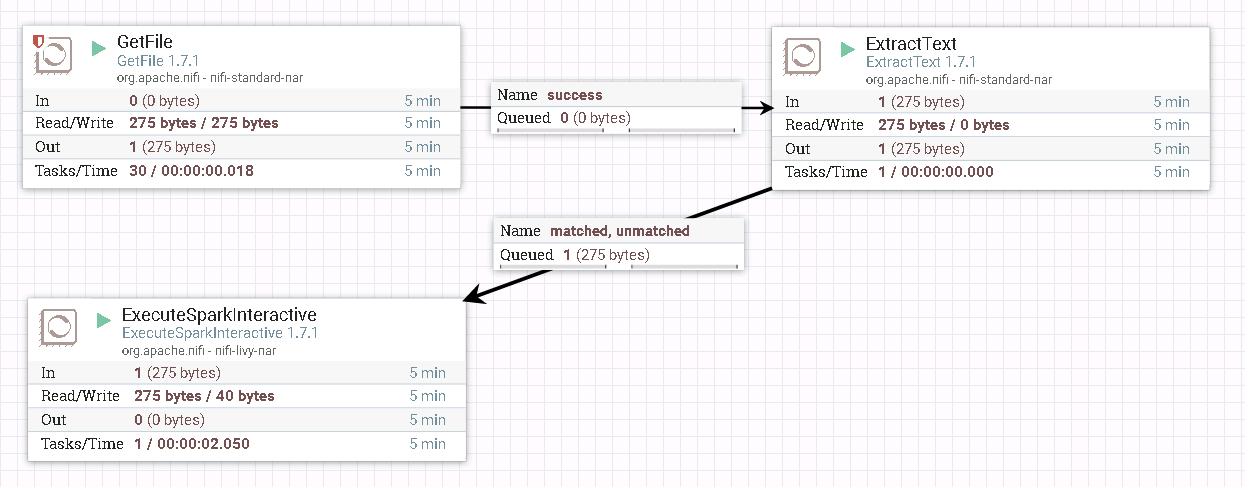 GetFile
GetFile 1.7.1
org.apache.nifi - nifi-standard-nar
In 0 (0 bytes) 5 min
Read/Write 275 bytes / 275 bytes 5 min
Out 1 (275 bytes) 5 min
Tasks/Time 30 / 00:00:00.018 5 min
Name success
Queued 0 (0 bytes)
ExtractText
ExtractText 1.7.1
org.apache.nifi - nifi-standard-nar
In 1 (275 bytes) 5 min
Read/Write 275 bytes / 0 bytes 5 min
Out 1 (275 bytes) 5 min
Tasks/Time 1 / 00:00:00.000 5 min
Name matched, unmatched
Queued 1 (275 bytes)
ExecuteSparkInteractive
ExecuteSparkInteractive 1.7.1
org.apache.nifi - nifi-livy-nar
In 1 (275 bytes) 5 min
Read/Write 275 bytes / 40 bytes 5 min
Out 0 (0 bytes) 5 min
Tasks/Time 1 / 00:00:02.050 5 min